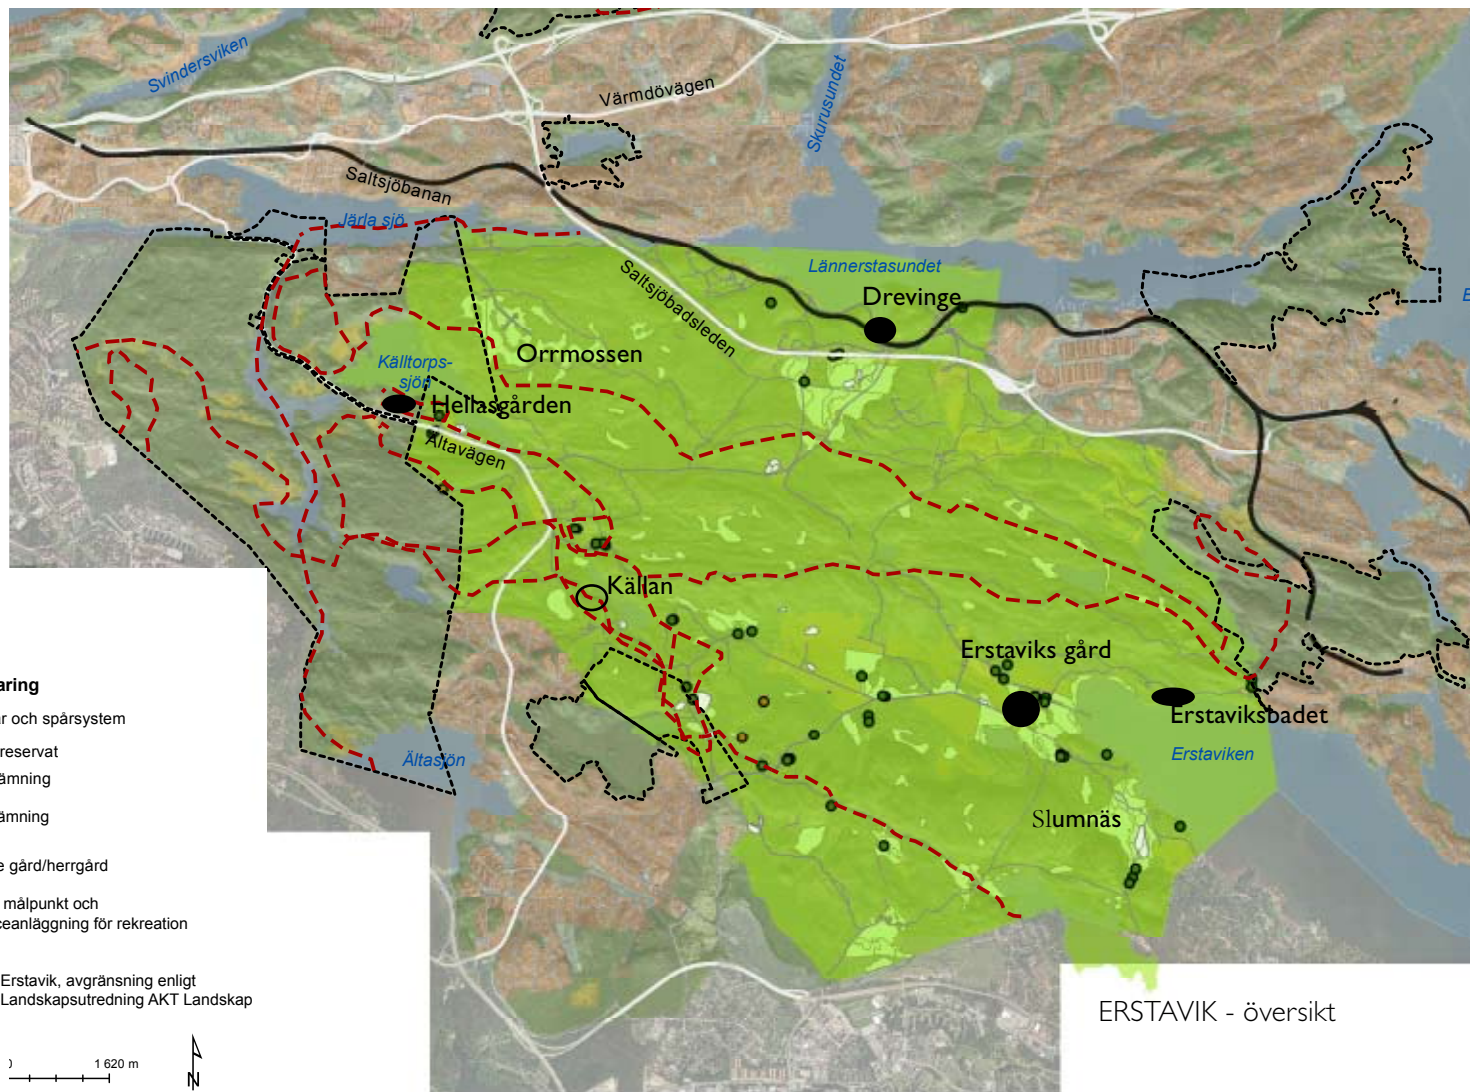 Svindersviken
Värmdövägen
Skurusundet
Saltsjöbanan
Järla sjö
Lännerstasundet
Drevinge
Saltsjöbadsleden
Orrmossen
Källtorps-
sjön
Hellasgården
Ältavägen
Källan
Erstaviks gård
Erstaviksbadet
Erstaviken
Ältasjön
Slumnäs
aring
r och spårsystem
reservat
ämning
ämning
e gård/herrgård
målpunkt och
eanläggning för rekreation
Erstavik, avgränsning enligt
Landskapsutredning AKT Landskap
1 620 m
N
ERSTAVIK - översikt